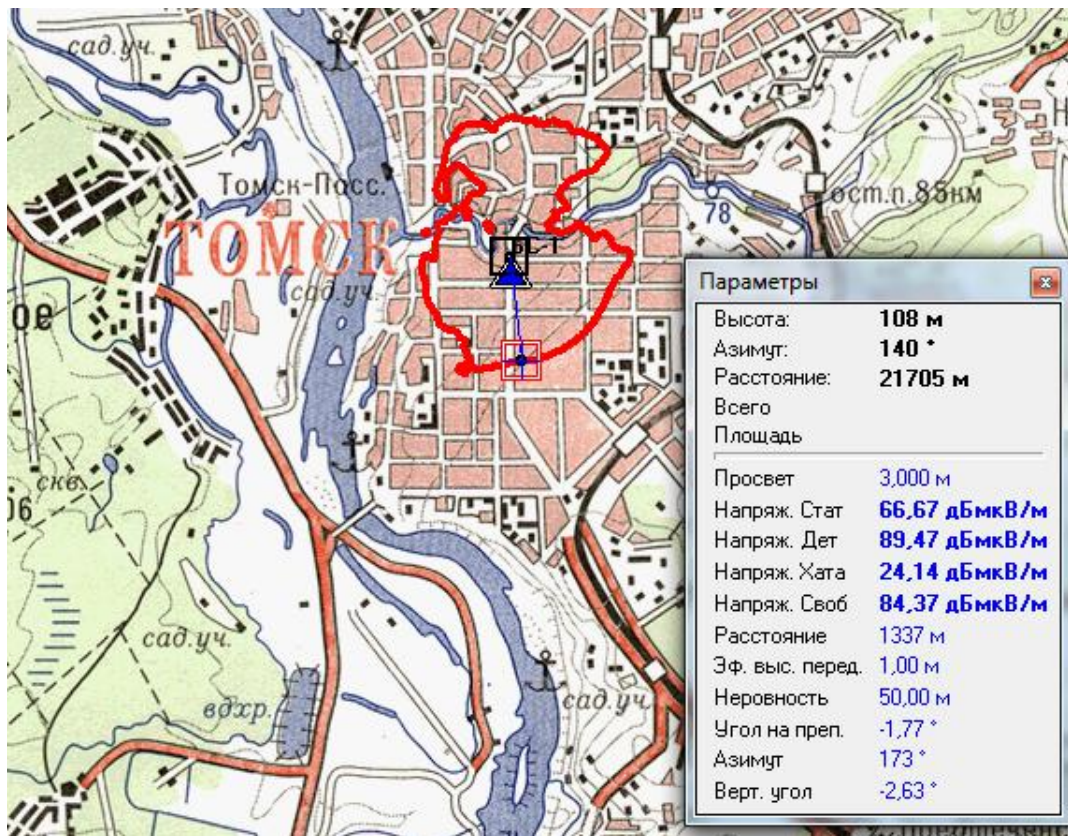 сад.уч.
Томск-Пасс.
ТОМСК
ост.п.85км
78
сад.уч.
ое
скв.
сад.уч.
вдхр.
сад.уч.
Параметры
Высота: 108 м
Азимут: 140 °
Расстояние: 21705 м
Всего
Площадь
Просвет 3,000 м
Напряж. Стат 66,67 дБмкВ/м
Напряж. Дет 89,47 дБмкВ/м
Напряж. Хата 24,14 дБмкВ/м
Напряж. Своб 84,37 дБмкВ/м
Расстояние 1337 м
Эф. выс. перед. 1,00 м
Неровность 50,00 м
Угол на преп. -1,77 °
Азимут 173 °
Верт. угол -2,63 °